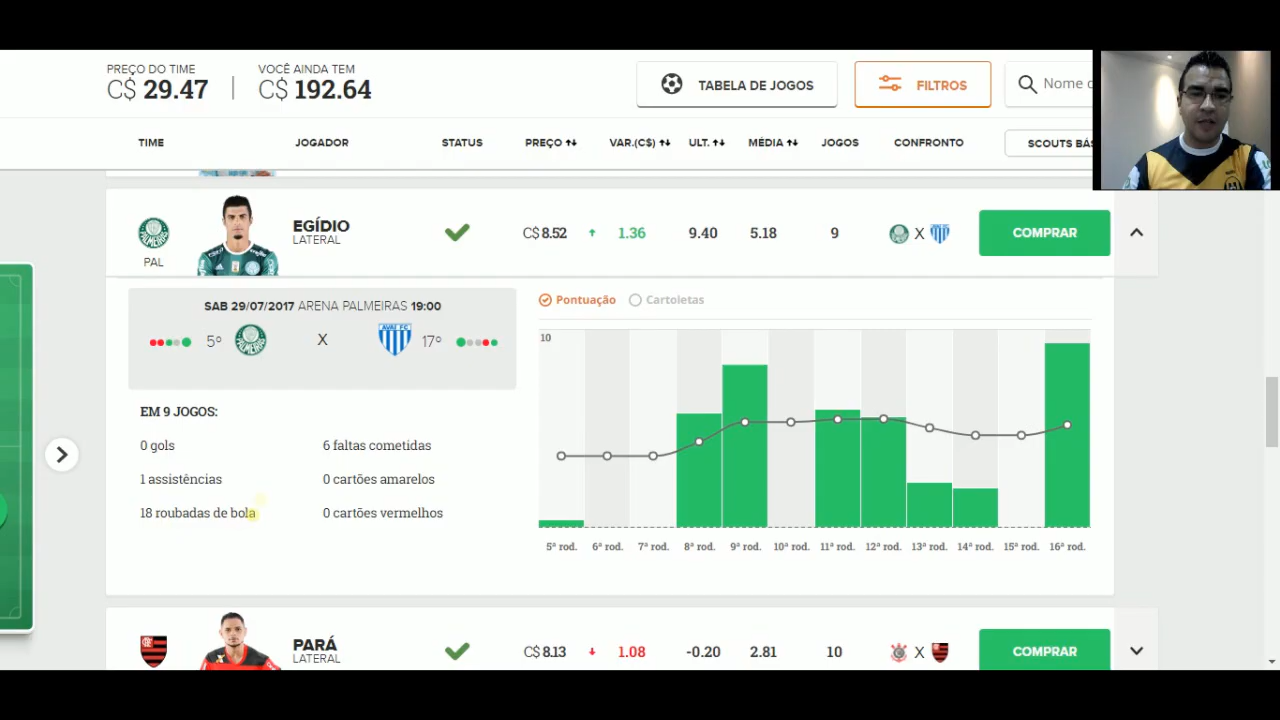 PREÇO DO TIME
C$ 29.47
VOCÊ AINDA TEM
C$ 192.64
TABELA DE JOGOS
FILTROS
Nome
TIME JOGADOR STATUS PREÇO VAR.(C$) ULT. MÉDIA JOGOS CONFRONTO SCOUTS BÁS
PAL
EGÍDIO
LATERAL
C$ 8.52 1.36 9.40 5.18 9 X COMPRAR
SAB 29/07/2017 ARENA PALMEIRAS 19:00
5º X AVAÍ FC 17º
EM 9 JOGOS:
0 gols
6 faltas cometidas
1 assistências
0 cartões amarelos
18 roubadas de bola
0 cartões vermelhos
Pontuação Cartoletas
10
5ª rod. 6ª rod. 7ª rod. 8ª rod. 9ª rod. 10ª rod. 11ª rod. 12ª rod. 13ª rod. 14ª rod. 15ª rod. 16ª rod.
PARÁ
LATERAL
C$ 8.13 1.08 -0.20 2.81 10 X COMPRAR